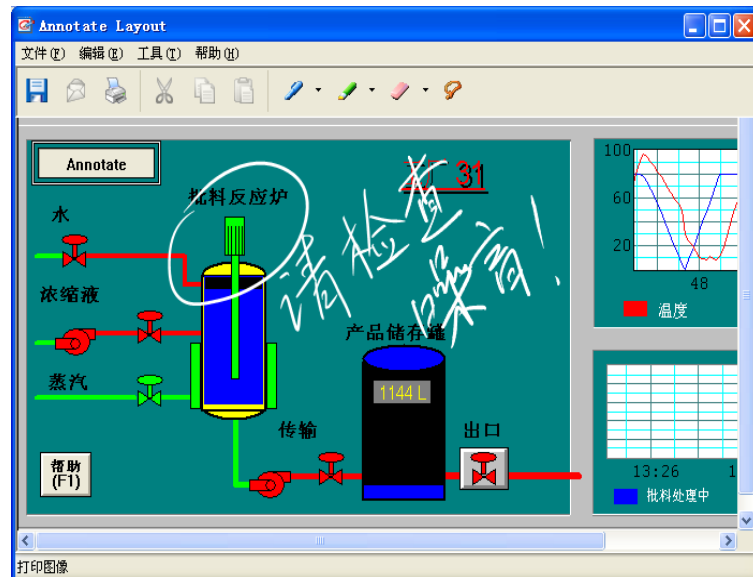 Annotate Layout
文件(F) 编辑(E) 工具(T) 帮助(H)
Annotate
31
批料反应炉
水
浓缩液
蒸汽
请检查
噪音！
产品储存罐
1144 L
传输
出口
帮助
(F1)
100
60
20
48
温度
13:26
1
批料处理中
打印图像